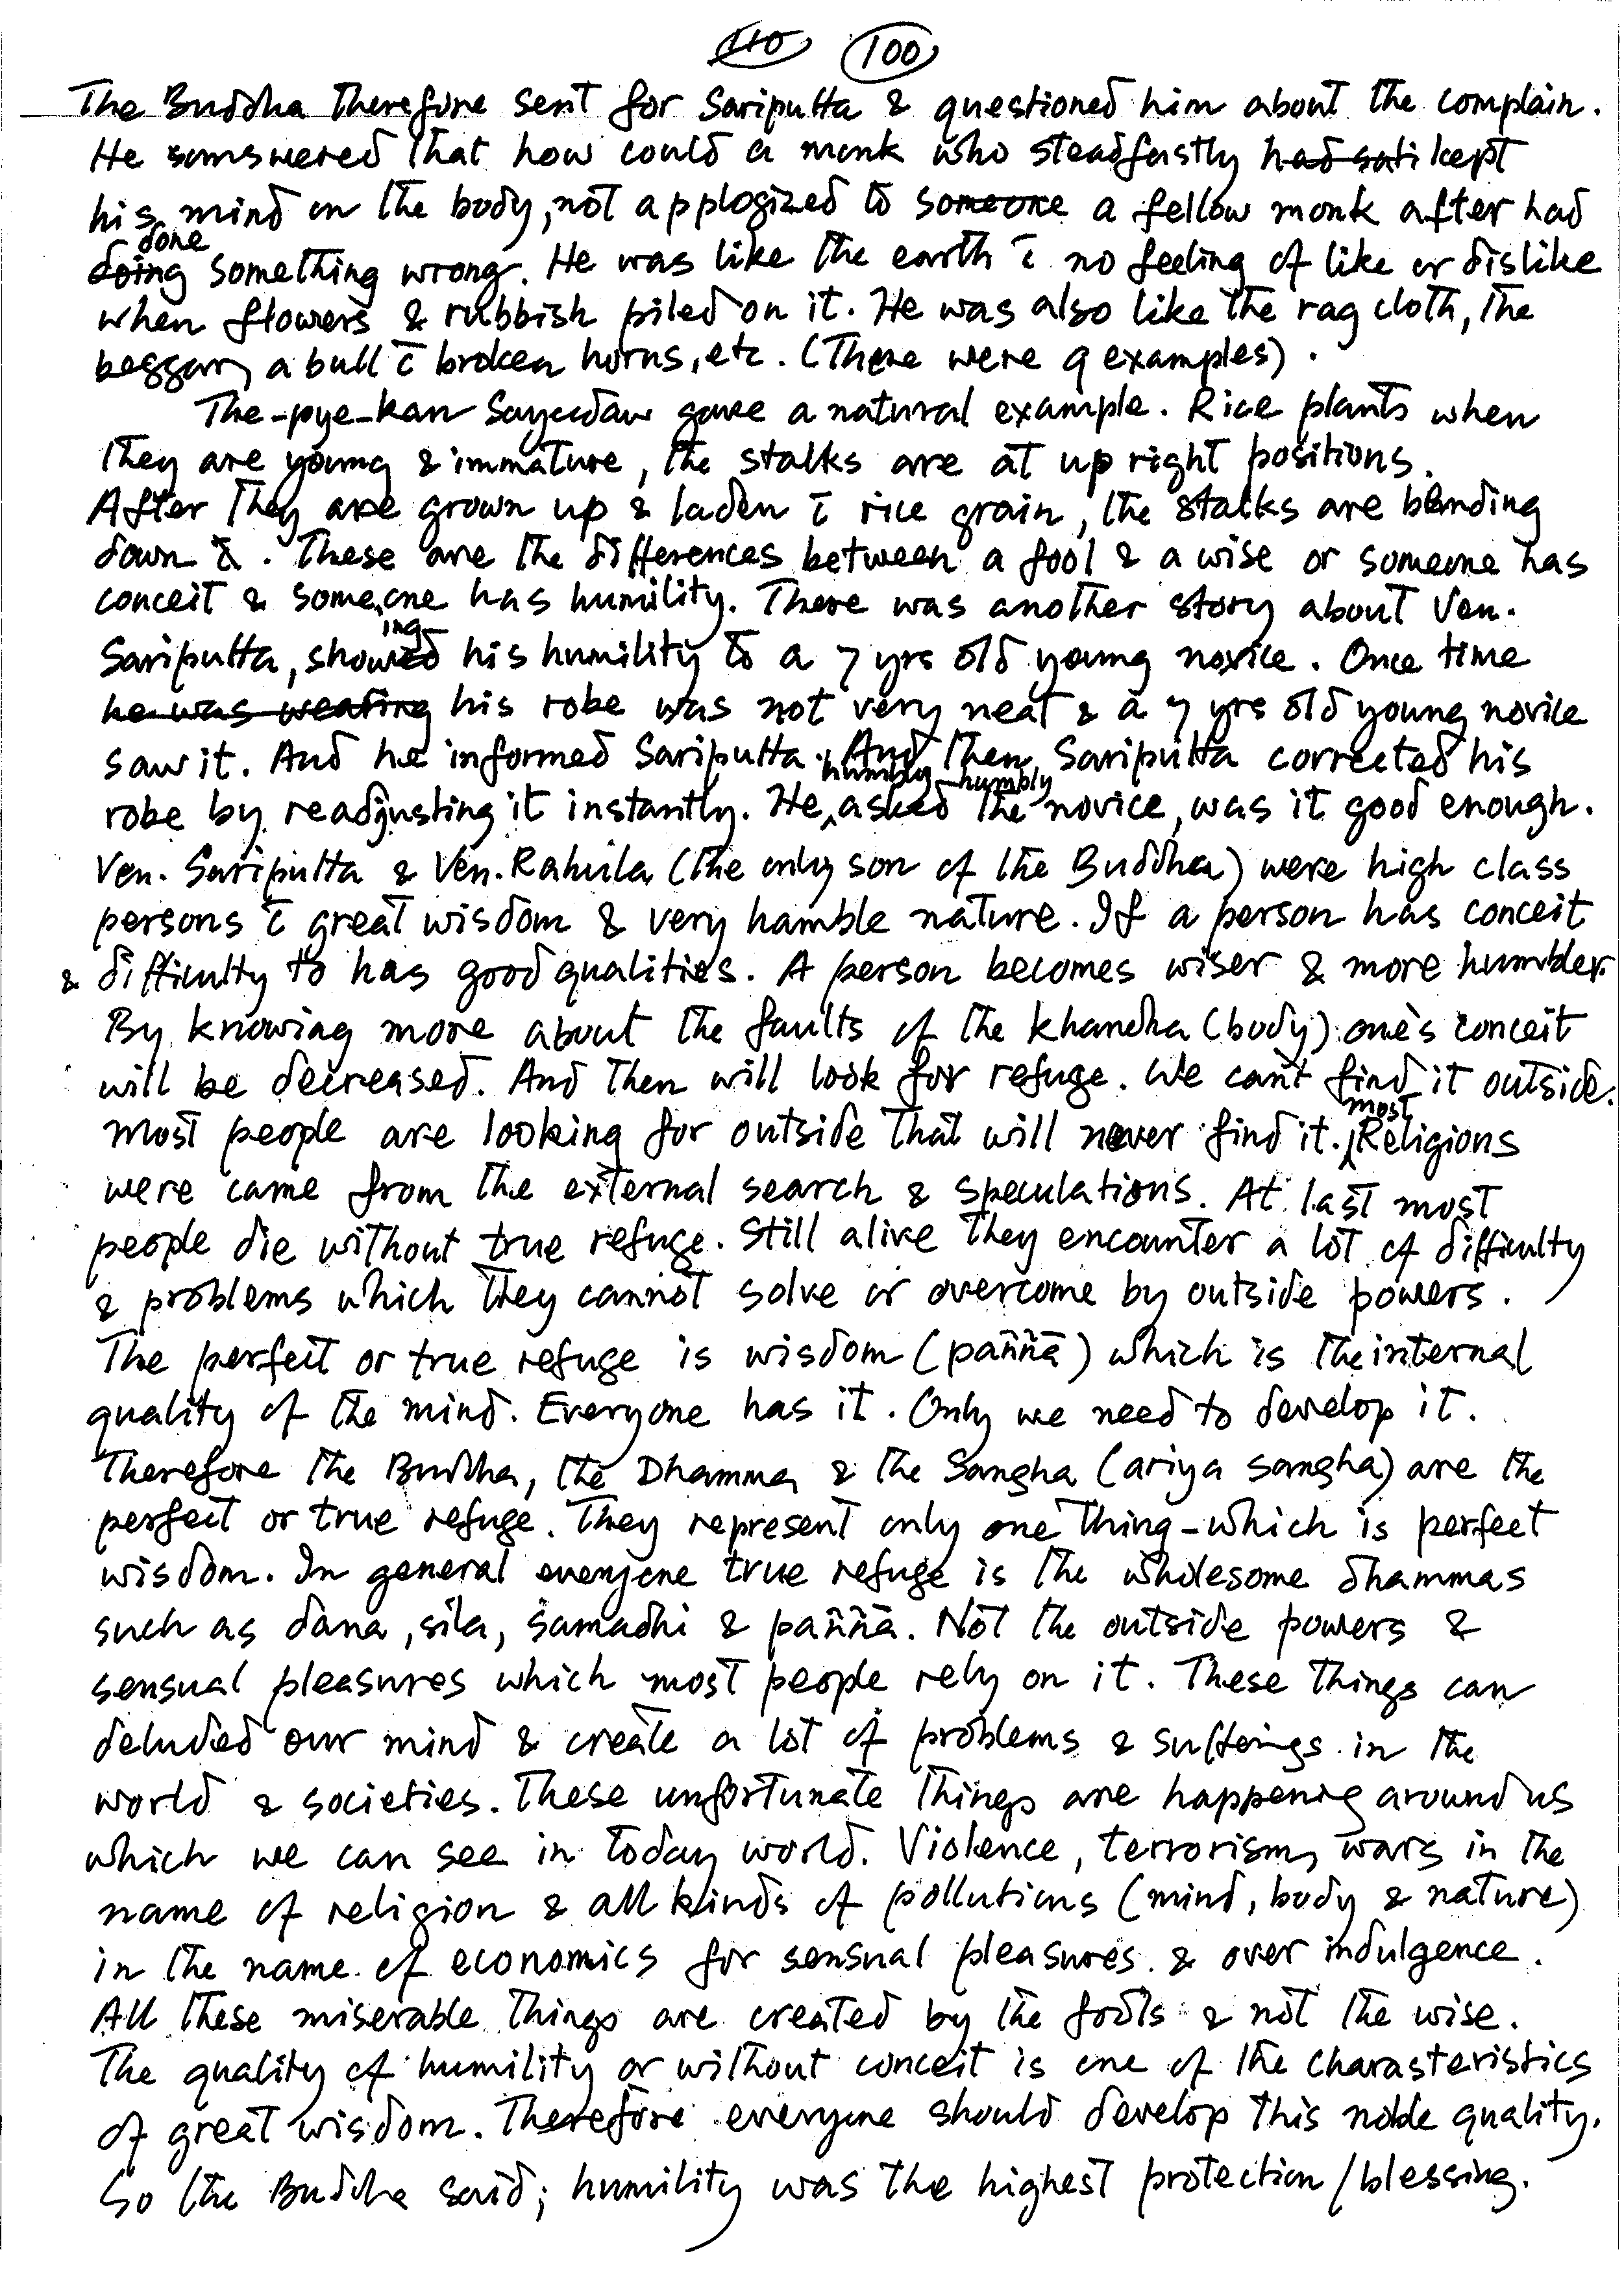 110 100
The Buddha therefore sent for Sariputta & questioned him about the complain.
He samswered that how could a monk who steadfastly had sati kept
his mind on the body, not applogized to someone a fellow monk after had
done
doing something wrong. He was like the earth c̄ no feeling of like or dislike
when flowers & rubbish piled on it. He was also like the rag cloth, the
beggar, a bull c̄ broken horns, etc. (There were 9 examples).
The-pye-kan Sayeedaw gave a natural example. Rice plants when
they are young & immature, the stalks are at up right positions.
After they are grown up & laden c̄ rice grain, the stalks are blending
down. These are the differences between a fool & a wise or someone has
conceit & someone has humility. There was another story about Ven.
ing
Sariputta, showed his humility to a 7 yrs old young novice. Once time
he was wearing his robe was not very neat & a 7 yrs old young novice
saw it. And he informed Sariputta. And then Sariputta corrected his
humbly humbly
robe by readjusting it instantly. He asked the novice, was it good enough.
Ven. Sariputta & Ven. Rahula (the only son of the Buddha) were high class
persons c̄ great wisdom & very hamble nature. If a person has conceit
& difficulty to has good qualities. A person becomes wiser & more humbler.
By knowing more about the faults of the khandha (body) one's conceit
will be decreased. And then will look for refuge. We can't find it outside.
most
most people are looking for outside that will never find it. Religions
were came from the external search & speculations. At last most
people die without true refuge. Still alive they encounter a lot of difficulty
& problems which they cannot solve or overcome by outside powers.
The perfect or true refuge is wisdom (paññā) which is the internal
quality of the mind. Everyone has it. Only we need to develop it.
Therefore the Buddha, the Dhamma & the Sangha (ariya sangha) are the
perfect or true refuge. They represent only one thing - which is perfect
wisdom. In general everyone true refuge is the wholesome dhammas
such as dana, sila, samadhi & paññā. Not the outside powers &
sensual pleasures which most people rely on it. These things can
deluded our mind & create a lot of problems & sufferings in the
world & societies. These unfortunate things are happening around us
which we can see in today world. Violence, terrorism, wars in the
name of religion & all kinds of pollutions (mind, body & nature)
in the name of economics for sensual pleasures & over indulgence.
All these miserable things are created by the fools & not the wise.
The quality of humility or without conceit is one of the charasteristics
of great wisdom. Therefore everyone should develop this noble quality.
So the Buddha said; humility was the highest protection / blessing.